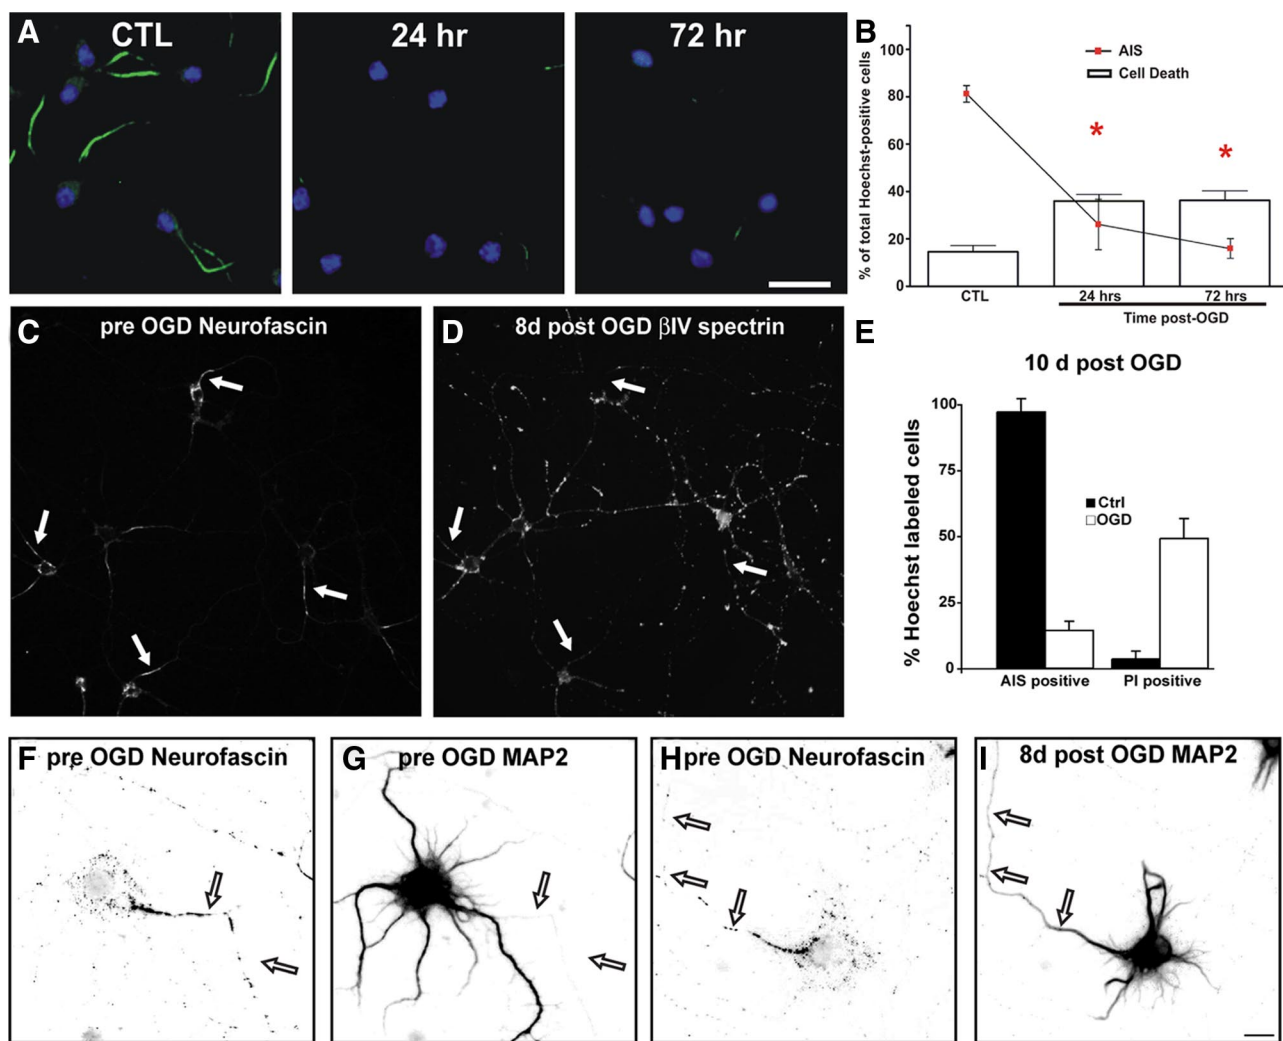 A
CTL
24 hr
72 hr
B
% of total Hoechst-positive cells
100
80
60
40
20
0
AIS
Cell Death
*
*
CTL
24 hrs
72 hrs
Time post-OGD
C
pre OGD Neurofascin
D
8d post OGD βIV spectrin
E
10 d post OGD
% Hoechst labeled cells
100
75
50
25
0
Ctrl
OGD
AIS positive
PI positive
F
pre OGD Neurofascin
G
pre OGD MAP2
H
pre OGD Neurofascin
I
8d post OGD MAP2